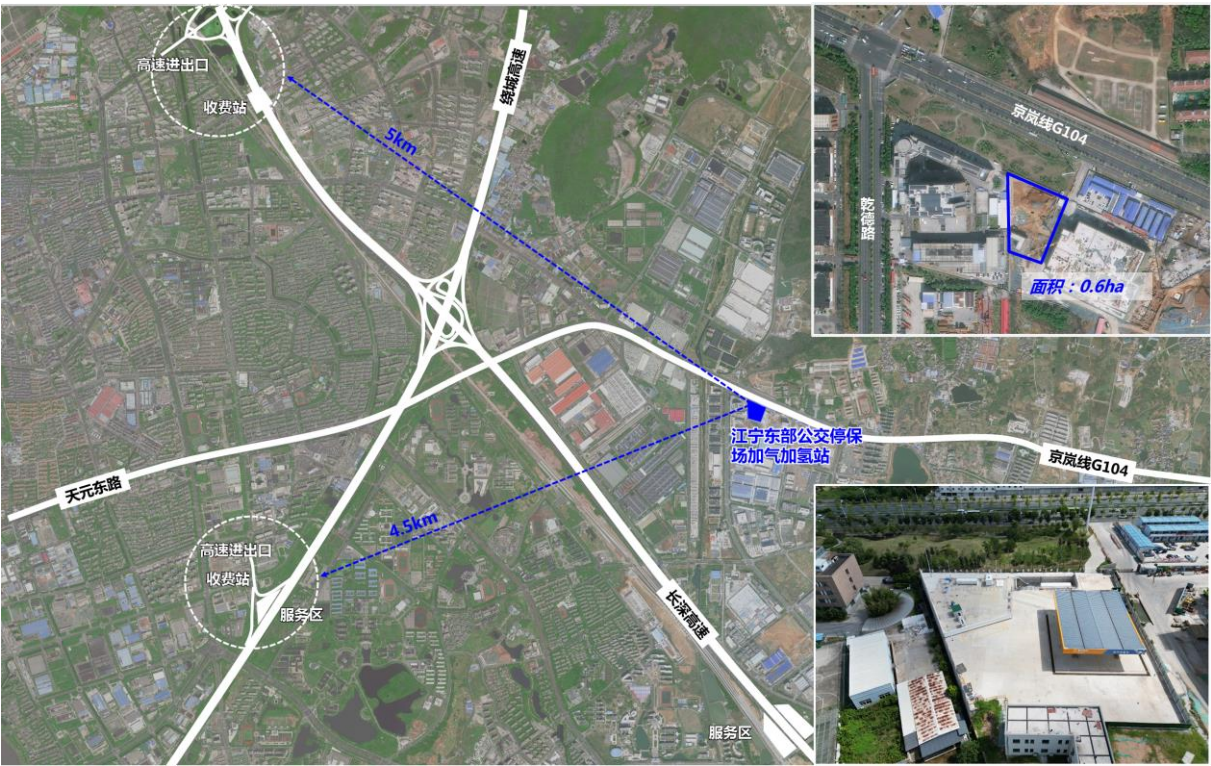 高速进出口
收费站
绕城高速
5km
京岚线G104
乾德路
面积：0.6ha
江宁东部公交停保
场加气加氢站
京岚线G104
天元东路
4.5km
高速进出口
收费站
服务区
长深高速
服务区